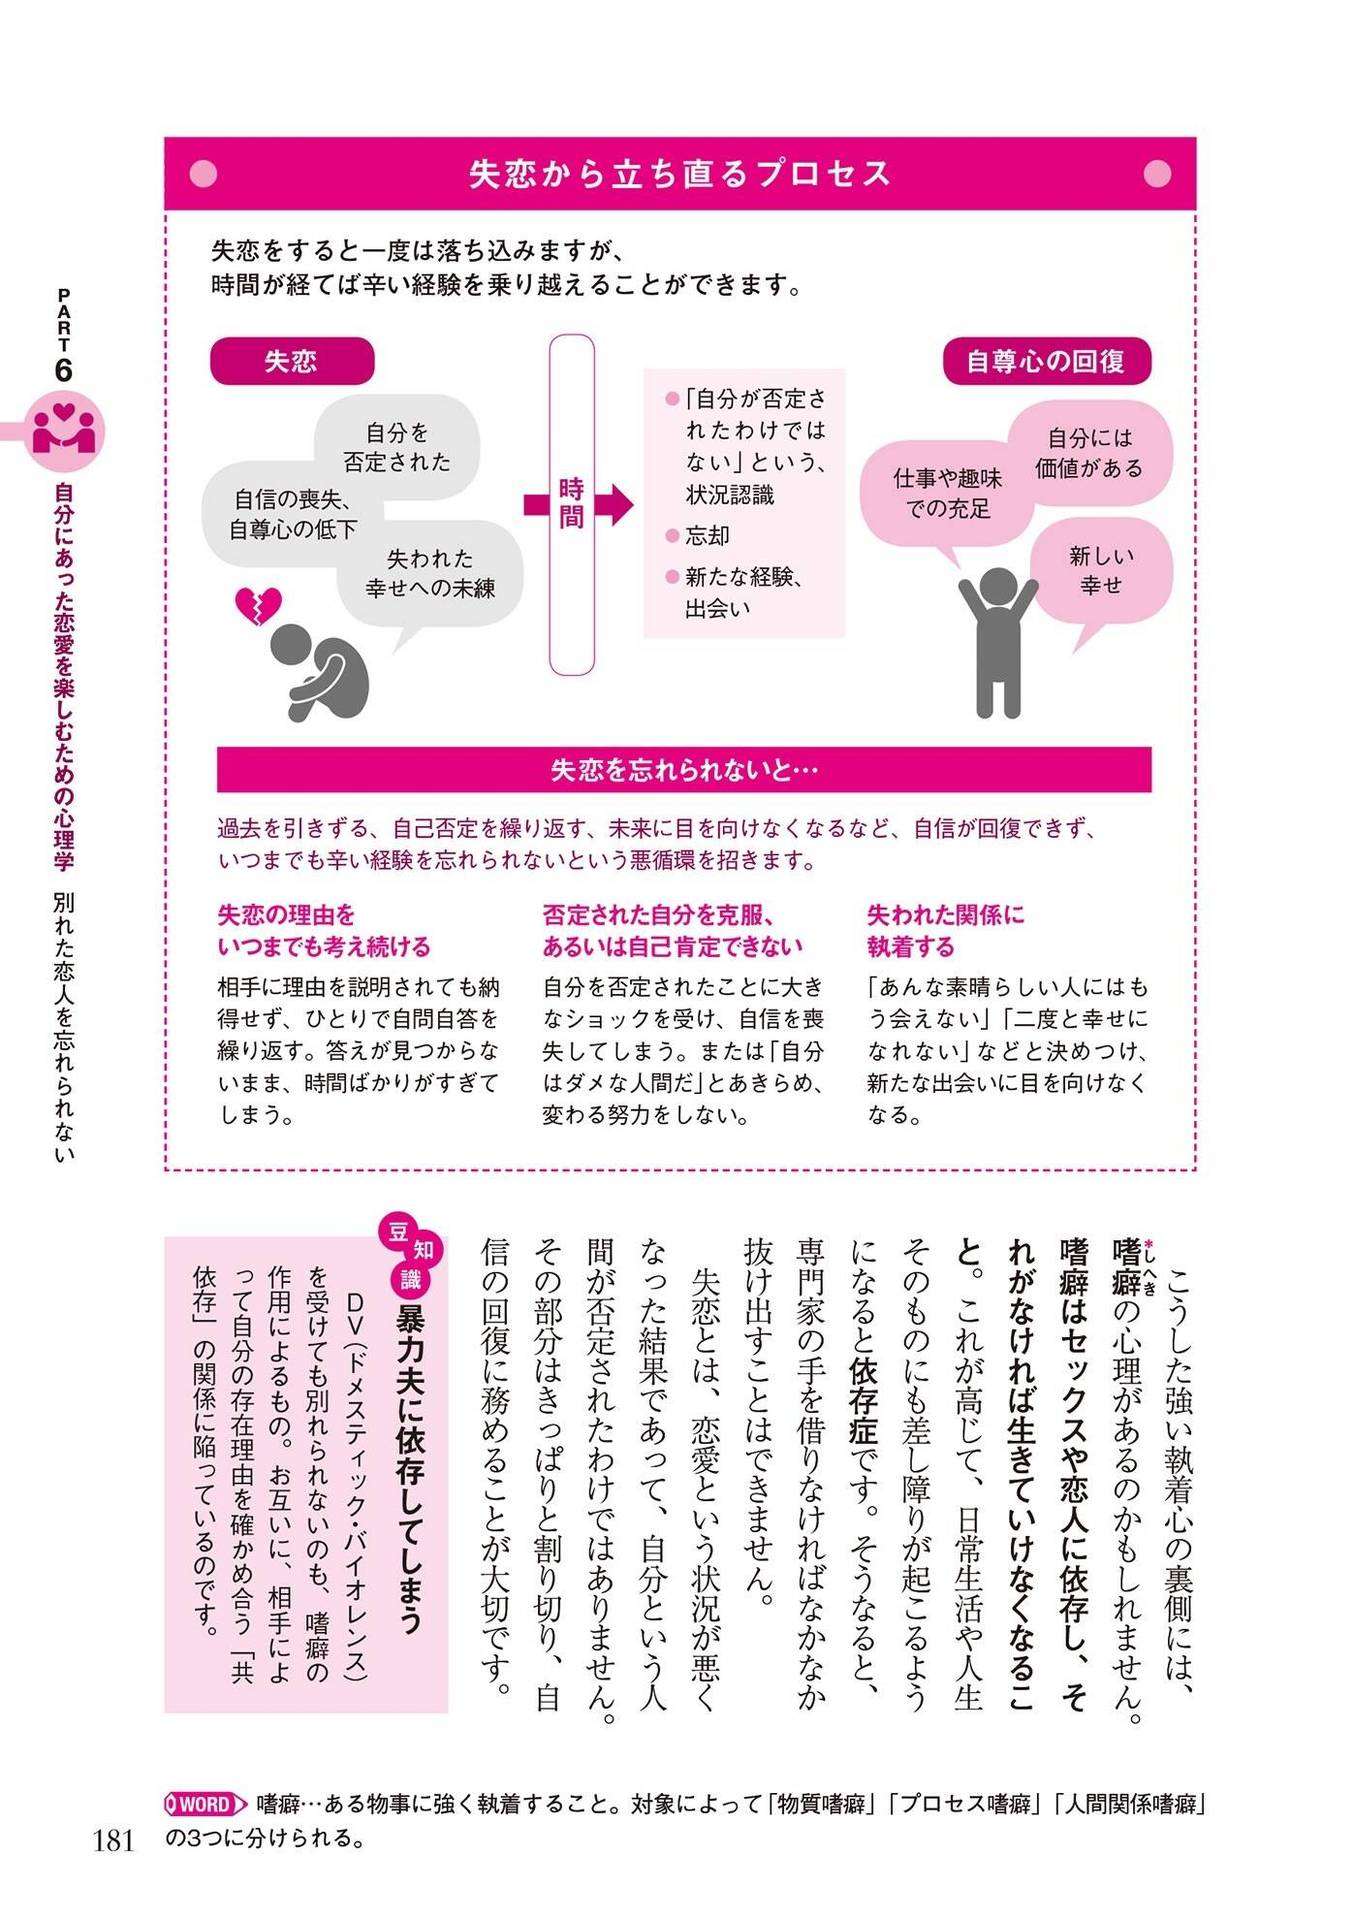 失恋から立ち直るプロセス
失恋をすると一度は落ち込みますが、
時間が経てば辛い経験を乗り越えることができます。
失恋
自分を
否定された
自信の喪失、
自尊心の低下
失われた
幸せへの未練
時間
●「自分が否定さ
れたわけでは
ない」という、
状況認識
●忘却
●新たな経験、
出会い
自尊心の回復
自分には
価値がある
仕事や趣味
での充足
新しい
幸せ
失恋を忘れられないと…
過去を引きずる、自己否定を繰り返す、未来に目を向けなくなるなど、自信が回復できず、
いつまでも辛い経験を忘れられないという悪循環を招きます。
失恋の理由を
いつまでも考え続ける
相手に理由を説明されても納
得せず、ひとりで自問自答を
繰り返す。答えが見つからな
いまま、時間ばかりがすぎて
しまう。
否定された自分を克服、
あるいは自己肯定できない
自分を否定されたことに大き
なショックを受け、自信を喪
失してしまう。または「自分
はダメな人間だ」とあきらめ、
変わる努力をしない。
失われた関係に
執着する
「あんな素晴らしい人にはも
う会えない」「二度と幸せに
なれない」などと決めつけ、
新たな出会いに目を向けなく
なる。
PART6
自分にあった恋愛を楽しむための心理学 別れた恋人を忘れられない
こうした強い執着心の裏側には、
*しへき
嗜癖の心理があるのかもしれません。
嗜癖はセックスや恋人に依存し、そ
れがなければ生きていけなくなるこ
と。これが高じて、日常生活や人生
そのものにも差し障りが起こるよう
になると依存症です。そうなると、
専門家の手を借りなければなかなか
抜け出すことはできません。
失恋とは、恋愛という状況が悪く
なった結果であって、自分という人
間が否定されたわけではありません。
その部分はきっぱりと割り切り、自
信の回復に務めることが大切です。
豆知識
暴力夫に依存してしまう
DV(ドメスティック・バイオレンス)
を受けても別れられないのも、嗜癖の
作用によるもの。お互いに、相手によ
って自分の存在理由を確かめ合う「共
依存」の関係に陥っているのです。
WORD 嗜癖…ある物事に強く執着すること。対象によって「物質嗜癖」「プロセス嗜癖」「人間関係嗜癖」
の3つに分けられる。
181